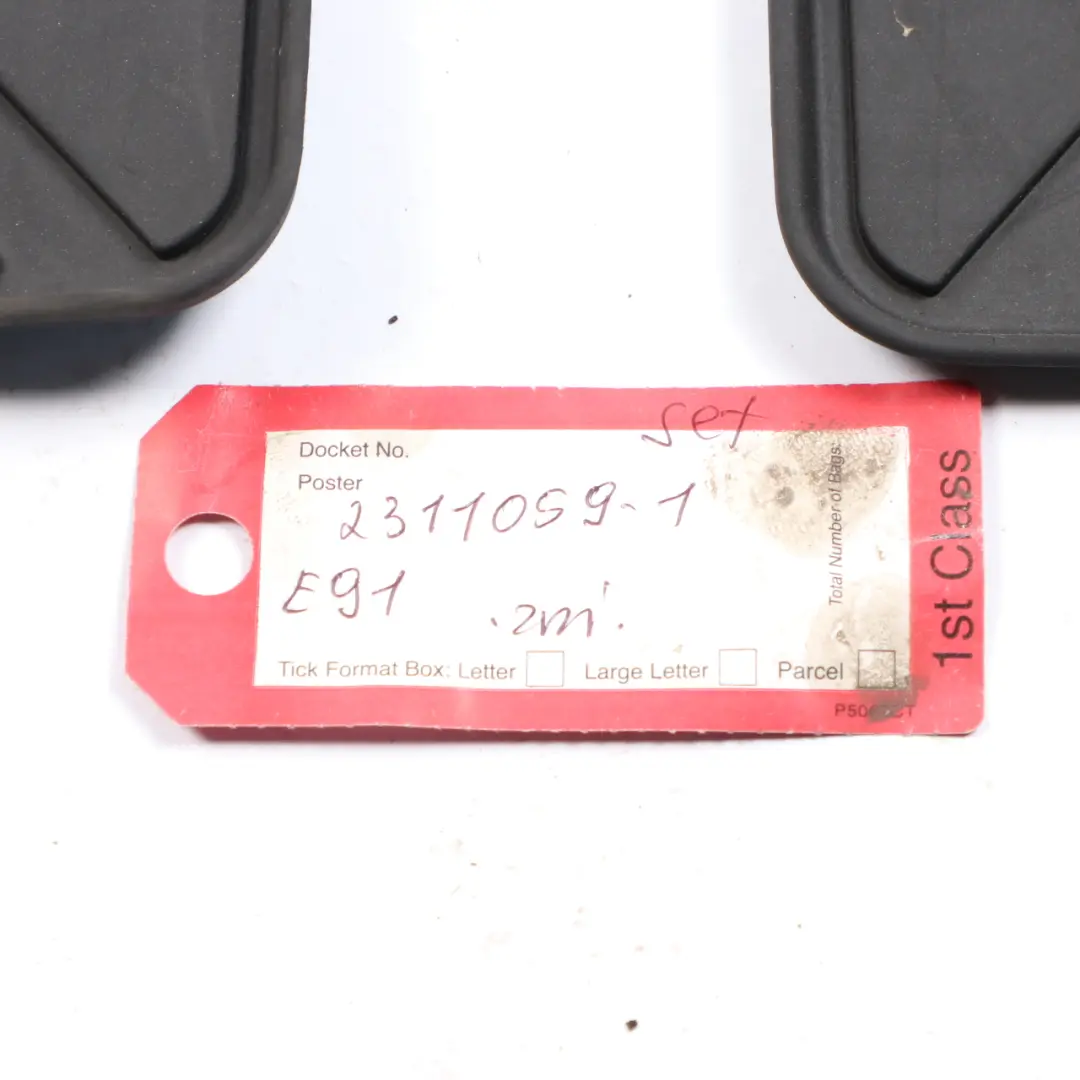 set
Docket No.
Poster
2311059-1
E91 .zmi.
Total Number of Bags:
Tick Format Box: Letter Large Letter Parcel
1st Class